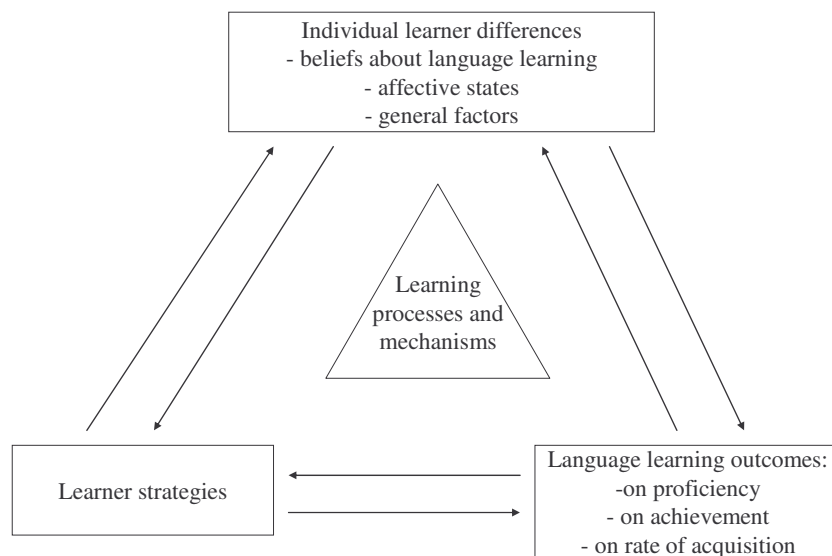 Individual learner differences
- beliefs about language learning
- affective states
- general factors
Learning
processes and
mechanisms
Learner strategies
Language learning outcomes:
-on proficiency
- on achievement
- on rate of acquisition